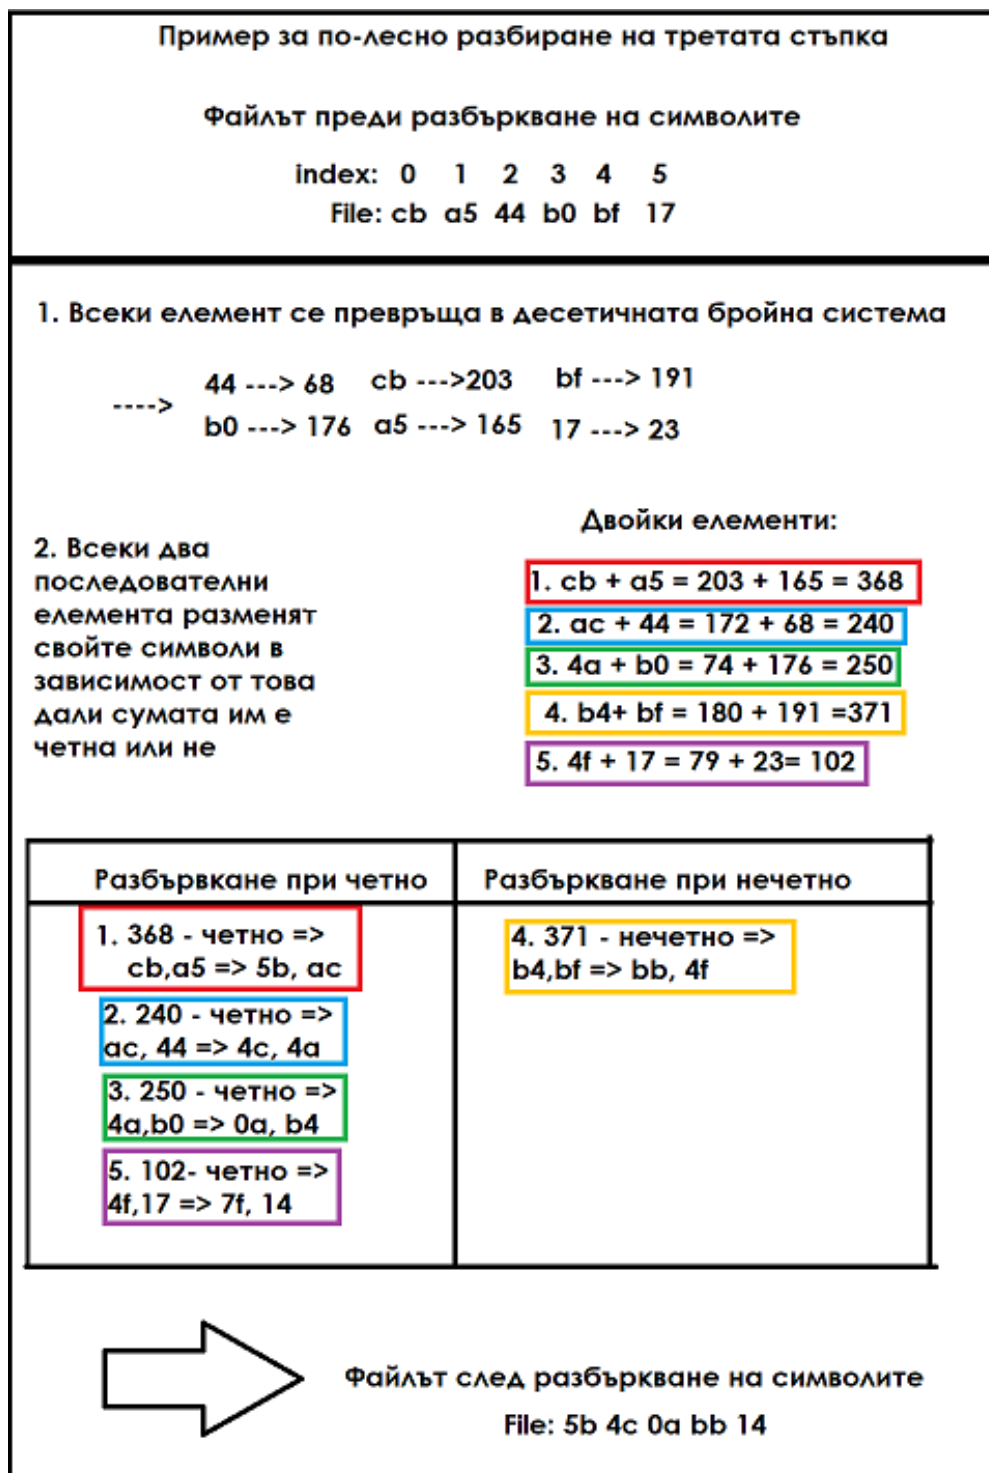 Пример за по-лесно разбиране на третата стъпка
Файлът преди разбъркване на символите
index: 0 1 2 3 4 5
File: cb a5 44 b0 bf 17
1. Всеки елемент се превръща в десетичната бройна система
----> 44 ---> 68 cb --->203 bf ---> 191
b0 ---> 176 a5 ---> 165 17 ---> 23
2. Всеки два
последователни
елемента разменят
свойте символи в
зависимост от това
дали сумата им е
четна или не
Двойки елементи:
1. cb + a5 = 203 + 165 = 368
2. ac + 44 = 172 + 68 = 240
3. 4a + b0 = 74 + 176 = 250
4. b4+ bf = 180 + 191 =371
5. 4f + 17 = 79 + 23= 102
Разбървкане при четно
1. 368 - четно =>
cb,a5 => 5b, ac
2. 240 - четно =>
ac, 44 => 4c, 4a
3. 250 - четно =>
4a,b0 => 0a, b4
5. 102- четно =>
4f,17 => 7f, 14
Разбъркване при нечетно
4. 371 - нечетно =>
b4,bf => bb, 4f
Файлът след разбъркване на символите
File: 5b 4c 0a bb 14